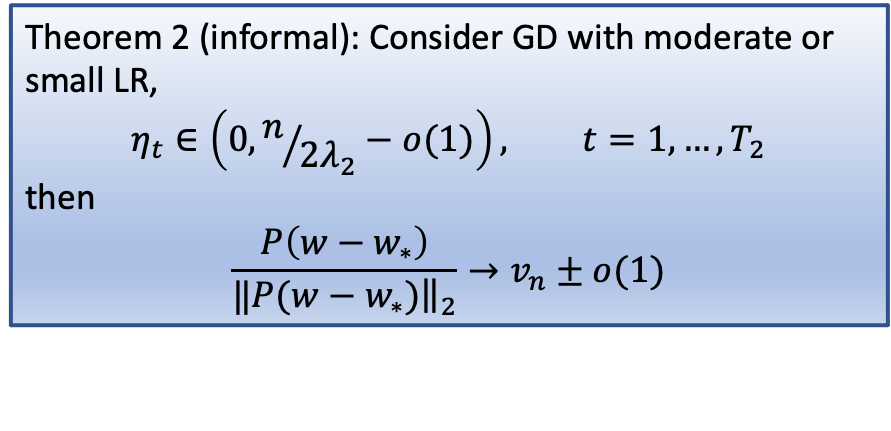 Theorem 2 (informal): Consider GD with moderate or
small LR,
η_t ∈ (0, n/2λ_2 − o(1)), t = 1, …, T_2
then
P(w − w_*) / ‖P(w − w_*)‖_2 → v_n ± o(1)